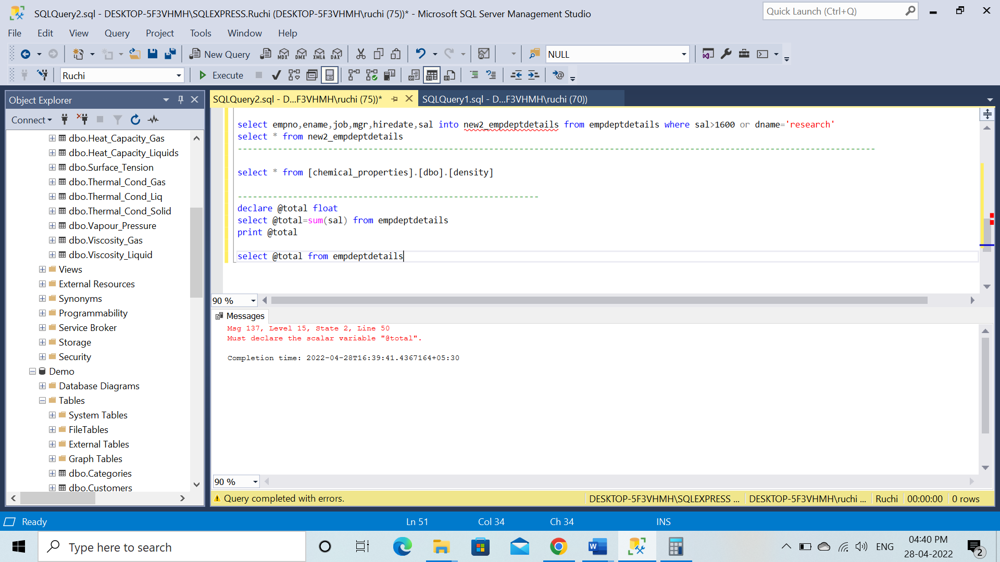 SQLQuery2.sql - DESKTOP-5F3VHMH\SQLEXPRESS.Ruchi (DESKTOP-5F3VHMH\ruchi (75))* - Microsoft SQL Server Management Studio
Quick Launch (Ctrl+Q)
File Edit View Query Project Tools Window Help
New Query MDX DMX XMLA DAX NULL
Ruchi Execute
Object Explorer
SQLQuery2.sql - D...F3VHMH\ruchi (75))* SQLQuery1.sql - D...F3VHMH\ruchi (70))
Connect
dbo.Heat_Capacity_Gas
dbo.Heat_Capacity_Liquids
dbo.Surface_Tension
dbo.Thermal_Cond_Gas
dbo.Thermal_Cond_Liq
dbo.Thermal_Cond_Solid
dbo.Vapour_Pressure
dbo.Viscosity_Gas
dbo.Viscosity_Liquid
Views
External Resources
Synonyms
Programmability
Service Broker
Storage
Security
Demo
Database Diagrams
Tables
System Tables
FileTables
External Tables
Graph Tables
dbo.Categories
dbo.Customers
select empno,ename,job,mgr,hiredate,sal into new2_empdeptdetails from empdeptdetails where sal>1600 or dname='research'
select * from new2_empdeptdetails
-------------------------------------------------------------------------------------------------------------------------------
select * from [chemical_properties].[dbo].[density]
------------------------------------------------------------
declare @total float
select @total=sum(sal) from empdeptdetails
print @total
select @total from empdeptdetails
90 %
Messages
Msg 137, Level 15, State 2, Line 50
Must declare the scalar variable "@total".
Completion time: 2022-04-28T16:39:41.4367164+05:30
90 %
Query completed with errors. DESKTOP-5F3VHMH\SQLEXPRESS ... DESKTOP-5F3VHMH\ruchi ... Ruchi 00:00:00 0 rows
Ready Ln 51 Col 34 Ch 34 INS
Type here to search
ENG
04:40 PM
28-04-2022
2